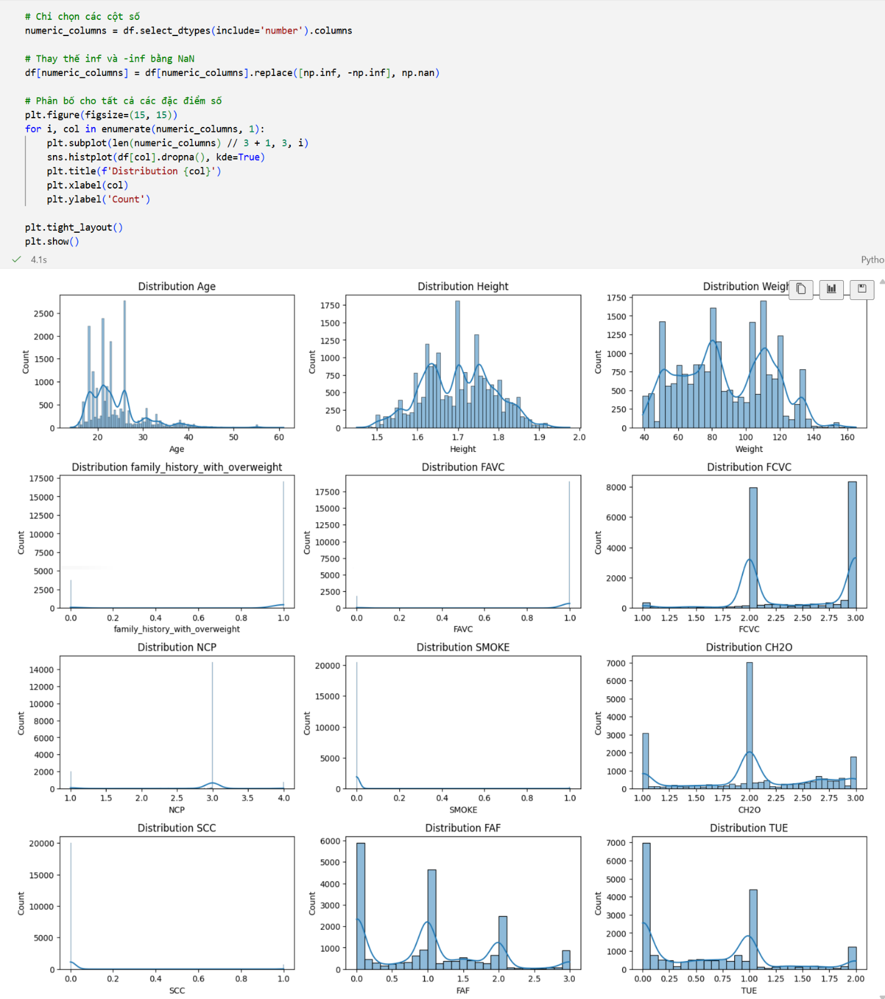 # Chỉ chọn các cột số
numeric_columns = df.select_dtypes(include='number').columns
# Thay thế inf và -inf bằng NaN
df[numeric_columns] = df[numeric_columns].replace([np.inf, -np.inf], np.nan)
# Phân bố cho tất cả các đặc điểm số
plt.figure(figsize=(15, 15))
for i, col in enumerate(numeric_columns, 1):
    plt.subplot(len(numeric_columns) // 3 + 1, 3, i)
    sns.histplot(df[col].dropna(), kde=True)
    plt.title(f'Distribution {col}')
    plt.xlabel(col)
    plt.ylabel('Count')
plt.tight_layout()
plt.show()
4.1s
Pytho
Distribution Age
Count
2500
2000
1500
1000
500
0
20 30 40 50 60
Age
Distribution Height
Count
1750
1500
1250
1000
750
500
250
0
1.5 1.6 1.7 1.8 1.9 2.0
Height
Distribution Weigh
Count
1750
1500
1250
1000
750
500
250
0
40 60 80 100 120 140 160
Weight
Distribution family_history_with_overweight
Count
17500
15000
12500
10000
7500
5000
2500
0
0.0 0.2 0.4 0.6 0.8 1.0
family_history_with_overweight
Distribution FAVC
Count
17500
15000
12500
10000
7500
5000
2500
0
0.0 0.2 0.4 0.6 0.8 1.0
FAVC
Distribution FCVC
Count
8000
6000
4000
2000
0
1.00 1.25 1.50 1.75 2.00 2.25 2.50 2.75 3.00
FCVC
Distribution NCP
Count
14000
12000
10000
8000
6000
4000
2000
0
1.0 1.5 2.0 2.5 3.0 3.5 4.0
NCP
Distribution SMOKE
Count
20000
15000
10000
5000
0
0.0 0.2 0.4 0.6 0.8 1.0
SMOKE
Distribution CH2O
Count
7000
6000
5000
4000
3000
2000
1000
0
1.00 1.25 1.50 1.75 2.00 2.25 2.50 2.75 3.00
CH2O
Distribution SCC
Count
20000
15000
10000
5000
0
0.0 0.2 0.4 0.6 0.8 1.0
SCC
Distribution FAF
Count
6000
5000
4000
3000
2000
1000
0
0.0 0.5 1.0 1.5 2.0 2.5 3.0
FAF
Distribution TUE
Count
7000
6000
5000
4000
3000
2000
1000
0
0.00 0.25 0.50 0.75 1.00 1.25 1.50 1.75 2.00
TUE